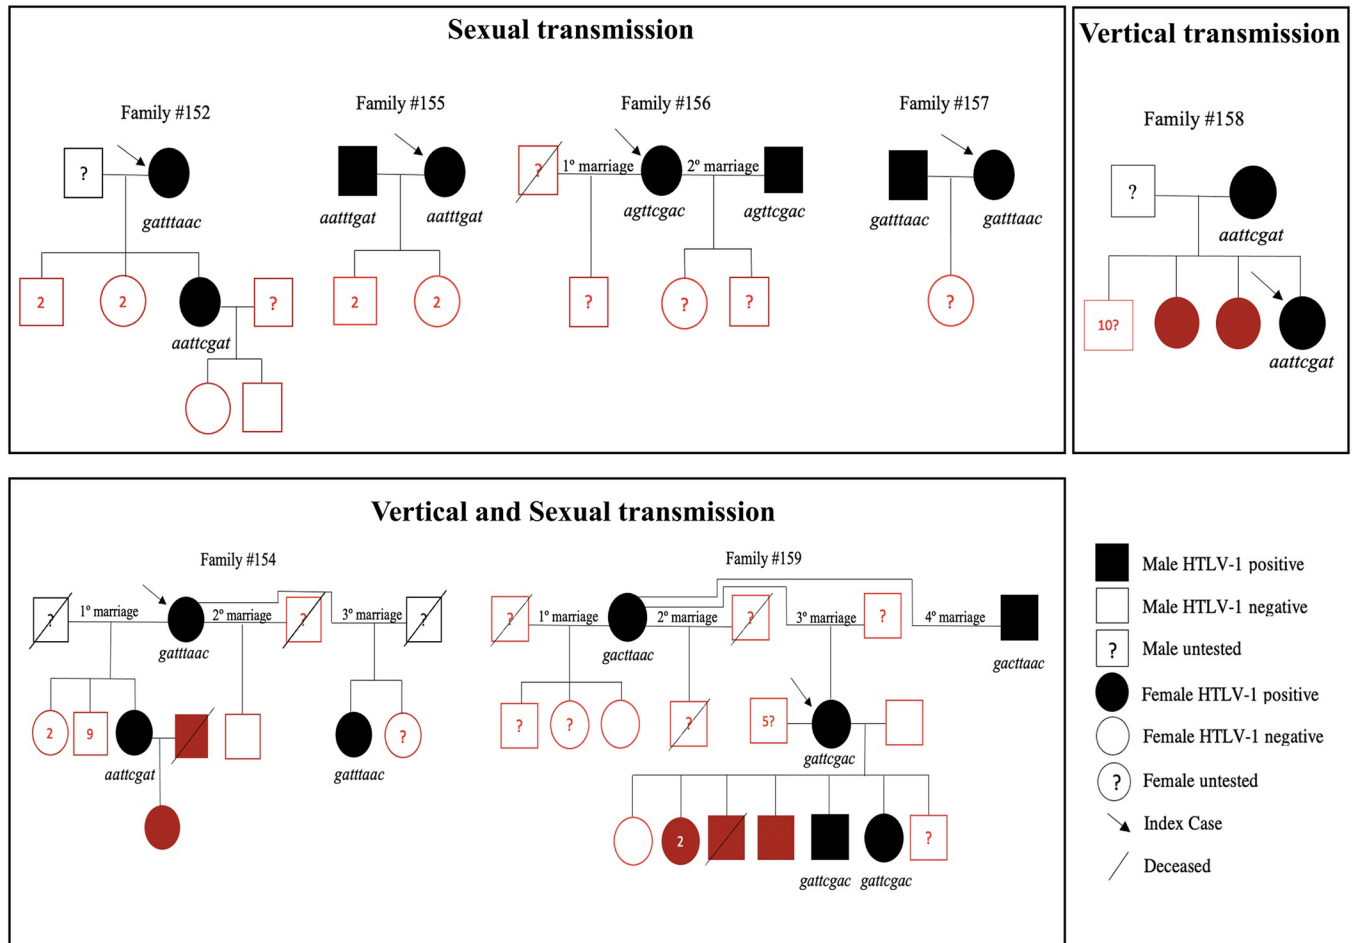 Sexual transmission
Family #152
Family #155
Family #156
Family #157
?
gatttaac
aatttgat
aatttgat
?
1º marriage
2º marriage
agttcgac
agttcgac
gatttaac
gatttaac
2
2
?
aattcgat
2
2
?
?
?
?
Vertical transmission
Family #158
?
aattcgat
10?
aattcgat
Vertical and Sexual transmission
Family #154
Family #159
?
1º marriage
2º marriage
?
3º marriage
?
gatttaac
?
1º marriage
2º marriage
?
3º marriage
?
4º marriage
gacttaac
gacttaac
2
9
aattcgat
gatttaac
?
?
?
?
5?
gattcgac
2
?
gattcgac
gattcgac
Male HTLV-1 positive
Male HTLV-1 negative
? Male untested
Female HTLV-1 positive
Female HTLV-1 negative
? Female untested
Index Case
Deceased